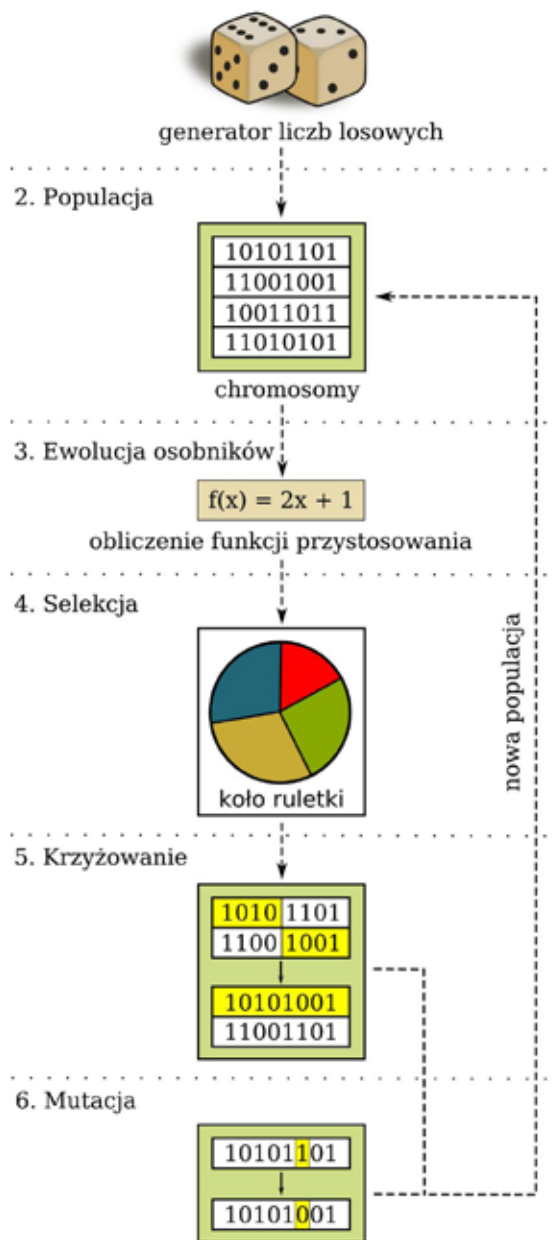 generator liczb losowych
2. Populacja
10101101
11001001
10011011
11010101
chromosomy
3. Ewolucja osobników
f(x) = 2x + 1
obliczenie funkcji przystosowania
4. Selekcja
koło ruletki
nowa populacja
5. Krzyżowanie
1010 1101
1100 1001
10101001
11001101
6. Mutacja
10101101
10101001